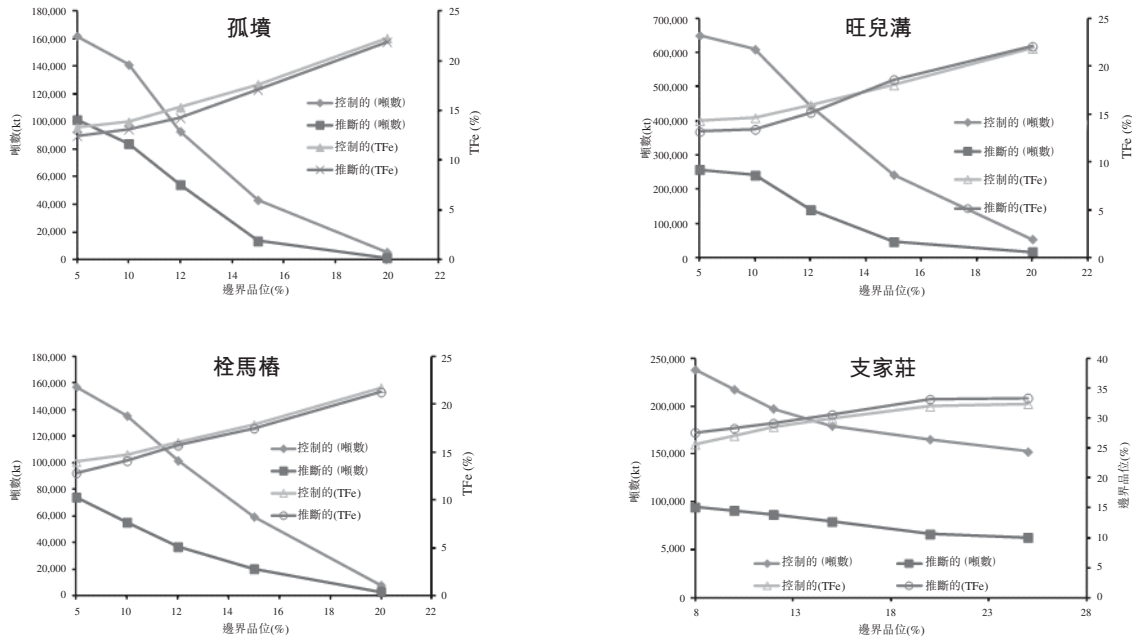 孤墳
180,000
160,000
140,000
120,000
100,000
80,000
60,000
40,000
20,000
0
噸數(kt)
25
20
15
10
5
0
TFe (%)
控制的 (噸數)
推斷的 (噸數)
控制的(TFe)
推斷的(TFe)
5 10 12 14 16 18 20 22
邊界品位(%)
旺兒溝
700,000
600,000
500,000
400,000
300,000
200,000
100,000
0
噸數(kt)
25
20
15
10
5
0
TFe (%)
控制的 (噸數)
推斷的 (噸數)
控制的(TFe)
推斷的(TFe)
5 10 12 14 16 18 20 22
邊界品位(%)
栓馬樁
180,000
160,000
140,000
120,000
100,000
80,000
60,000
40,000
20,000
0
噸數(kt)
25
20
15
10
5
0
TFe (%)
控制的 (噸數)
推斷的 (噸數)
控制的(TFe)
推斷的(TFe)
5 10 12 14 16 18 20 22
邊界品位(%)
支家莊
250,000
200,000
150,000
100,000
5,000
0
噸數(kt)
40
35
30
25
20
15
10
5
0
邊界品位(%)
控制的 (噸數) 推斷的 (噸數)
控制的(TFe) 推斷的(TFe)
8 13 18 23 28
邊界品位(%)